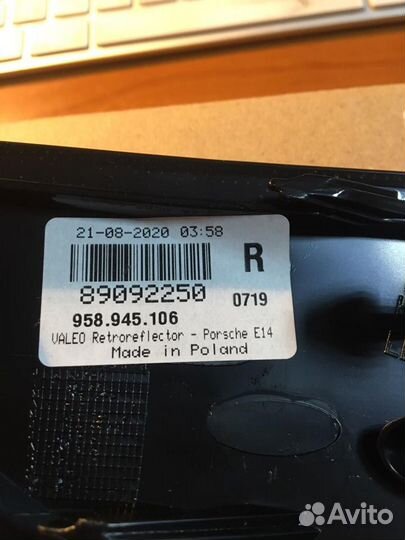 21-08-2020 03:58
R
89092250
0719
958.945.106
VALEO Retroreflector - Porsche E14
Made in Poland
Avito